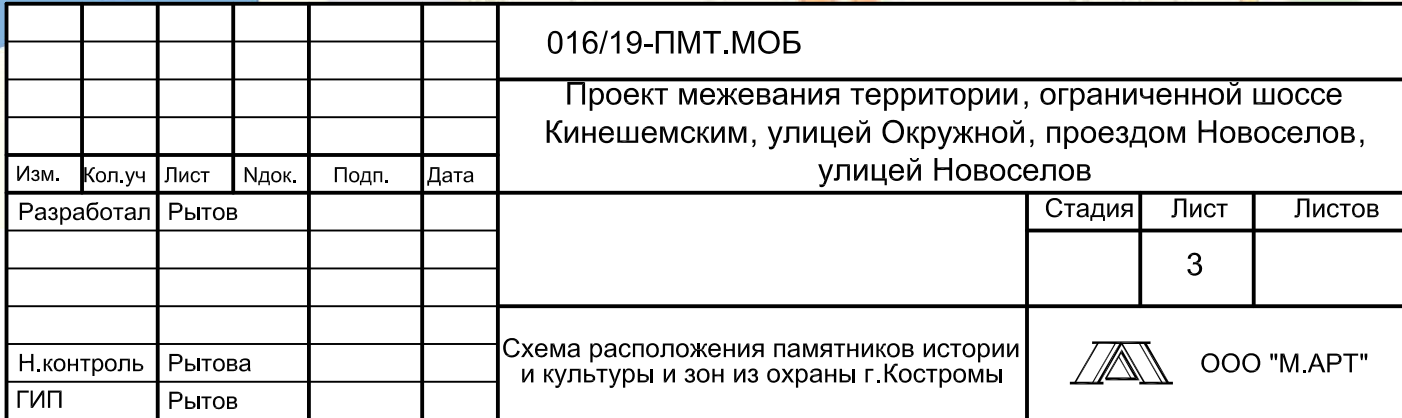 016/19-ПМТ.МОБ
Проект межевания территории, ограниченной шоссе
Кинешемским, улицей Окружной, проездом Новоселов,
улицей Новоселов
Изм. Кол.уч Лист Nдок. Подп. Дата
Разработал Рытов
Стадия Лист Листов
3
Н.контроль Рытова
ГИП Рытов
Схема расположения памятников истории
и культуры и зон из охраны г.Костромы
ООО "М.АРТ"